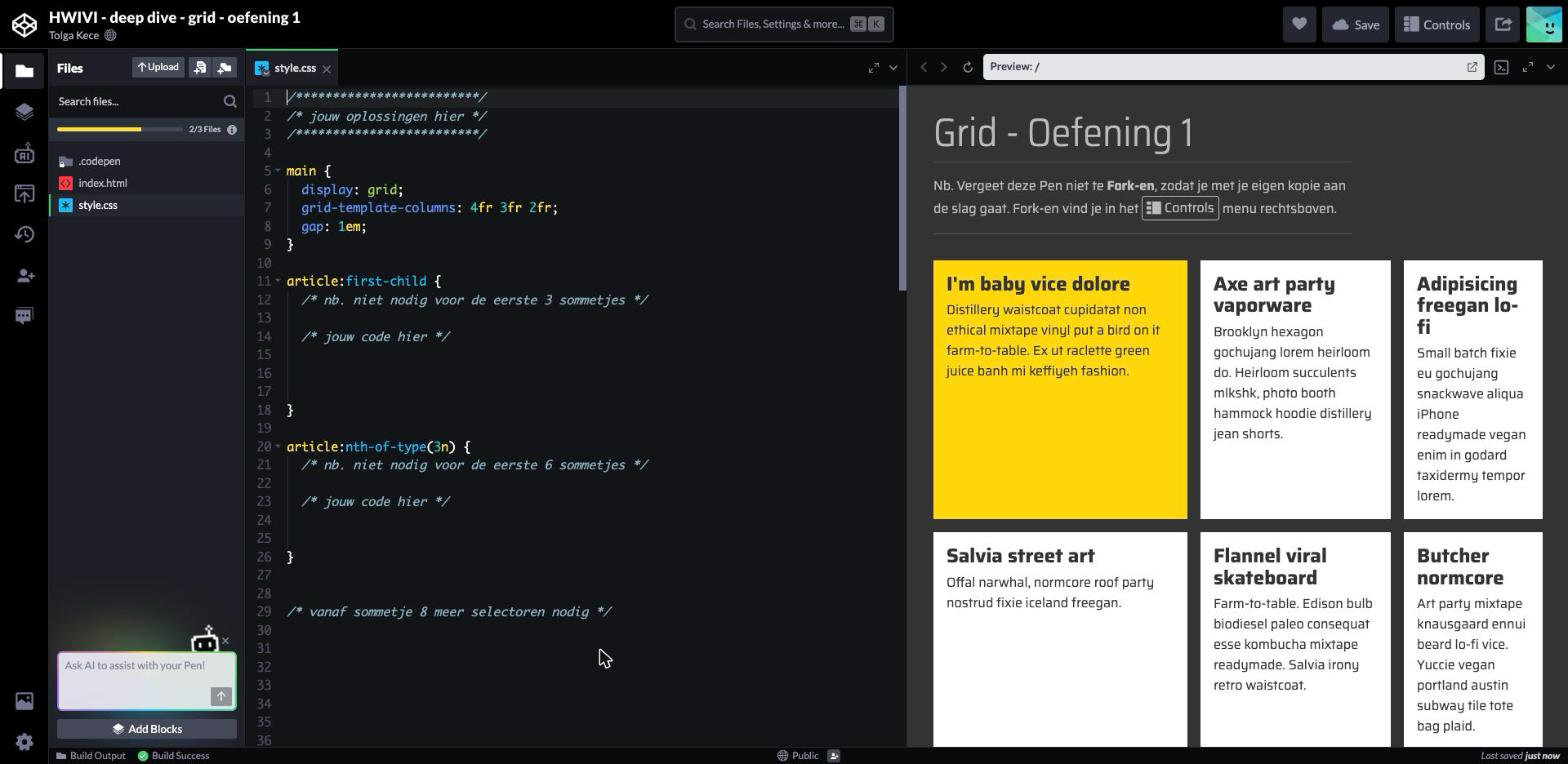 HWIVI - deep dive - grid - oefening 1
Tolga Kece
Search Files, Settings & more... ⌘ K
Save
Controls
Files
Upload
Search files...
2/3 Files
.codepen
index.html
style.css
Ask AI to assist with your Pen!
Add Blocks
style.css
1 /*************************/
2 /* jouw oplossingen hier */
3 /*************************/
4
5 main {
6 display: grid;
7 grid-template-columns: 4fr 3fr 2fr;
8 gap: 1em;
9 }
10
11 article:first-child {
12 /* nb. niet nodig voor de eerste 3 sommetjes */
13
14 /* jouw code hier */
15
16
17
18 }
19
20 article:nth-of-type(3n) {
21 /* nb. niet nodig voor de eerste 6 sommetjes */
22
23 /* jouw code hier */
24
25
26 }
27
28
29 /* vanaf sommetje 8 meer selectoren nodig */
30
31
32
33
34
35
36
Preview: /
Grid - Oefening 1
Nb. Vergeet deze Pen niet te Fork-en, zodat je met je eigen kopie aan
de slag gaat. Fork-en vind je in het Controls menu rechtsboven.
I'm baby vice dolore
Distillery waistcoat cupidatat non
ethical mixtape vinyl put a bird on it
farm-to-table. Ex ut raclette green
juice banh mi keffiyeh fashion.
Axe art party
vaporware
Brooklyn hexagon
gochujang lorem heirloom
do. Heirloom succulents
mlkshk, photo booth
hammock hoodie distillery
jean shorts.
Adipisicing
freegan lo-
fi
Small batch fixie
eu gochujang
snackwave aliqua
iPhone
readymade vegan
enim in godard
taxidermy tempor
lorem.
Salvia street art
Offal narwhal, normcore roof party
nostrud fixie iceland freegan.
Flannel viral
skateboard
Farm-to-table. Edison bulb
biodiesel paleo consequat
esse kombucha mixtape
readymade. Salvia irony
retro waistcoat.
Butcher
normcore
Art party mixtape
knausgaard ennui
beard lo-fi vice.
Yuccie vegan
portland austin
subway tile tote
bag plaid.
Build Output
Build Success
Public
Last saved just now